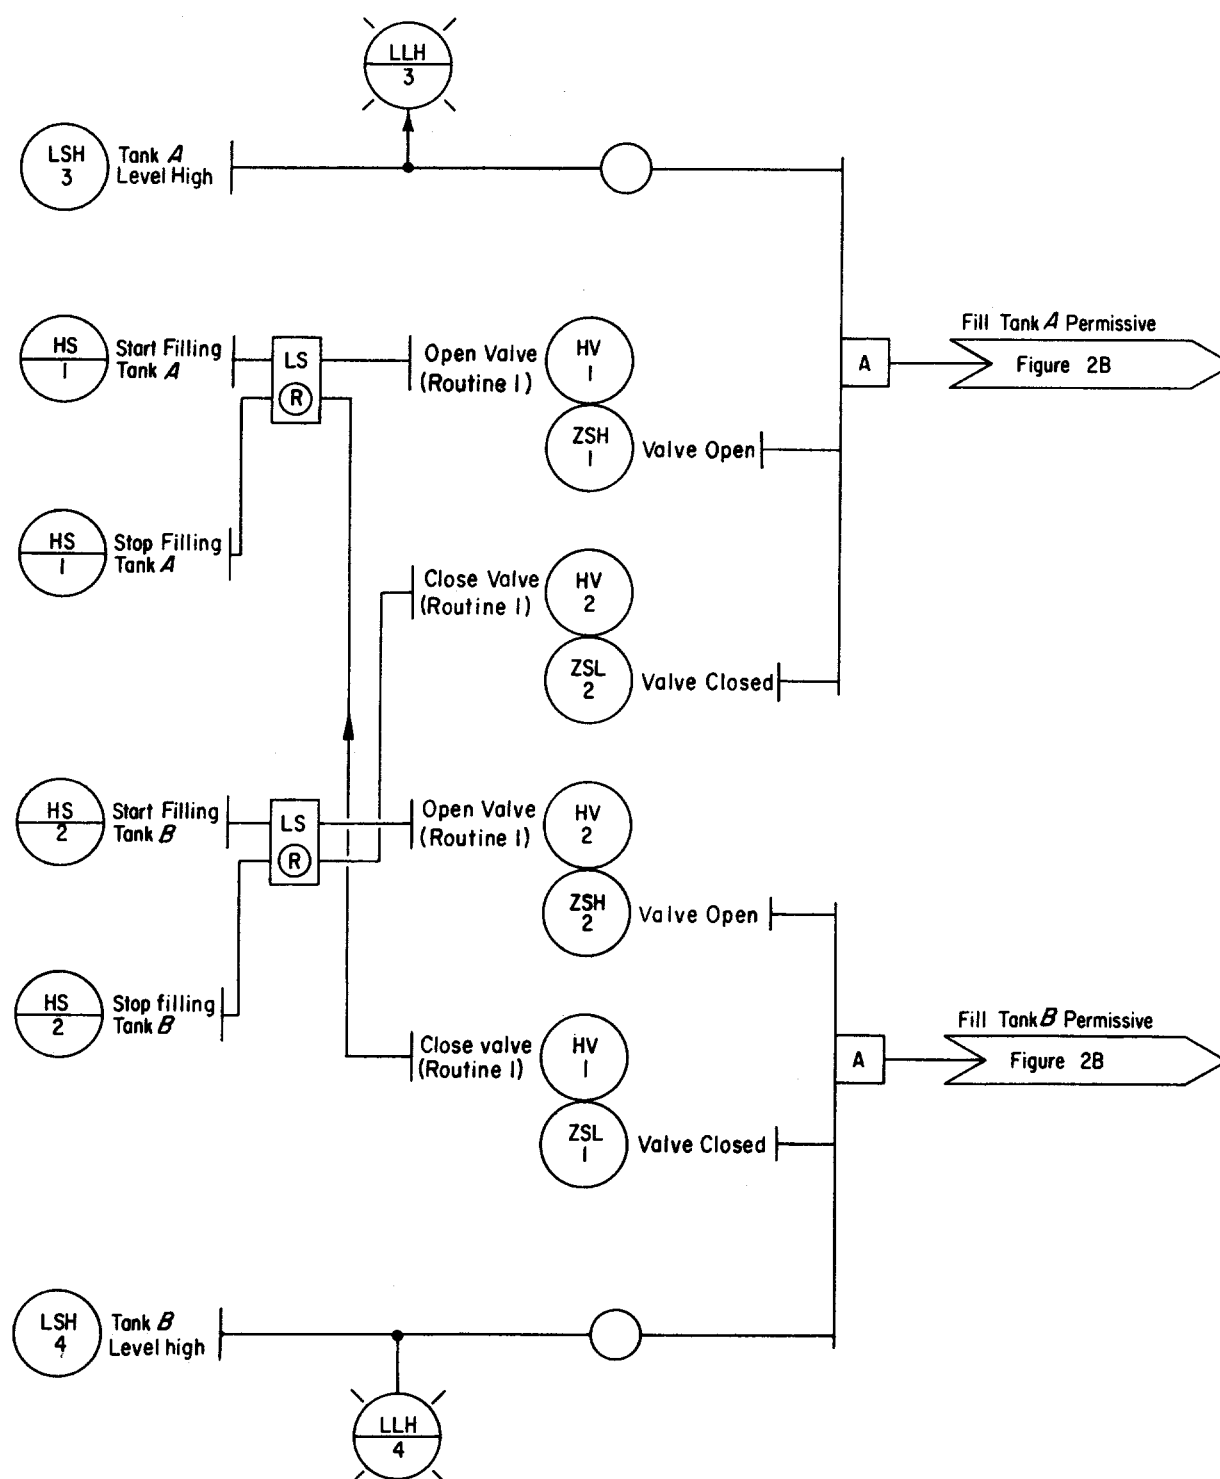 LLH
3
LSH
3
Tank A
Level High
HS
1
Start Filling
Tank A
LS
R
Open Valve
(Routine 1)
HV
1
ZSH
1
Valve Open
A
Fill Tank A Permissive
Figure 2B
HS
1
Stop Filling
Tank A
Close Valve
(Routine 1)
HV
2
ZSL
2
Valve Closed
HS
2
Start Filling
Tank B
LS
R
Open Valve
(Routine 1)
HV
2
ZSH
2
Valve Open
HS
2
Stop filling
Tank B
Close valve
(Routine 1)
HV
1
ZSL
1
Valve Closed
A
Fill Tank B Permissive
Figure 2B
LSH
4
Tank B
Level high
LLH
4